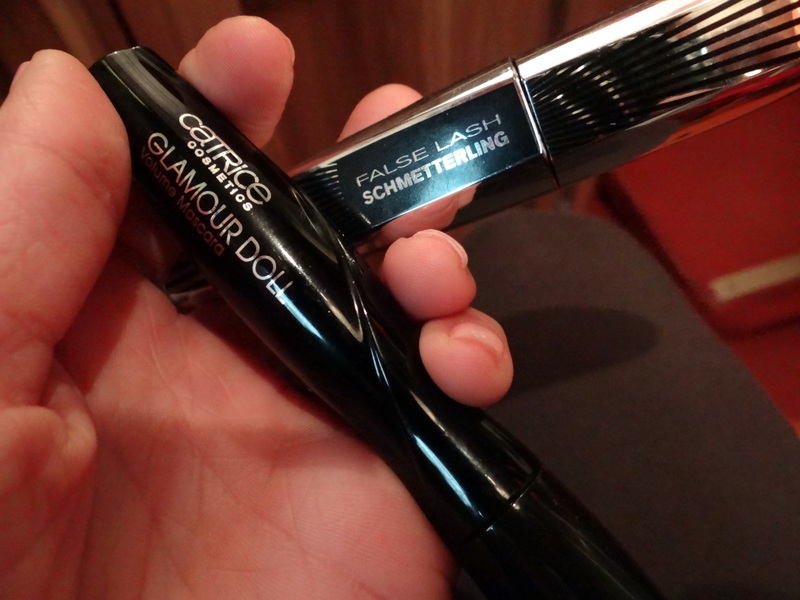 catrice
COSMETICS
GLAMOUR DOLL
Volume Mascara
FALSE LASH
SCHMETTERLING